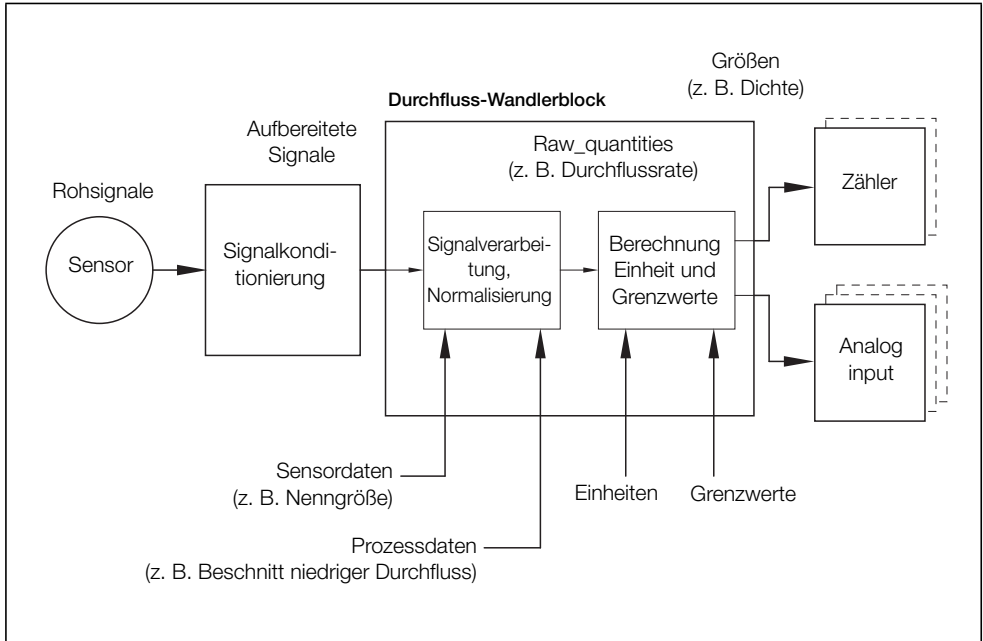 Größen
(z. B. Dichte)
Durchfluss-Wandlerblock
Aufbereitete
Signale
Raw_quantities
(z. B. Durchflussrate)
Rohsignale
Zähler
Sensor
Signalkondi-
tionierung
Signalverarbei-
tung,
Normalisierung
Berechnung
Einheit und
Grenzwerte
Analog
input
Sensordaten
(z. B. Nenngröße)
Einheiten
Grenzwerte
Prozessdaten
(z. B. Beschnitt niedriger Durchfluss)